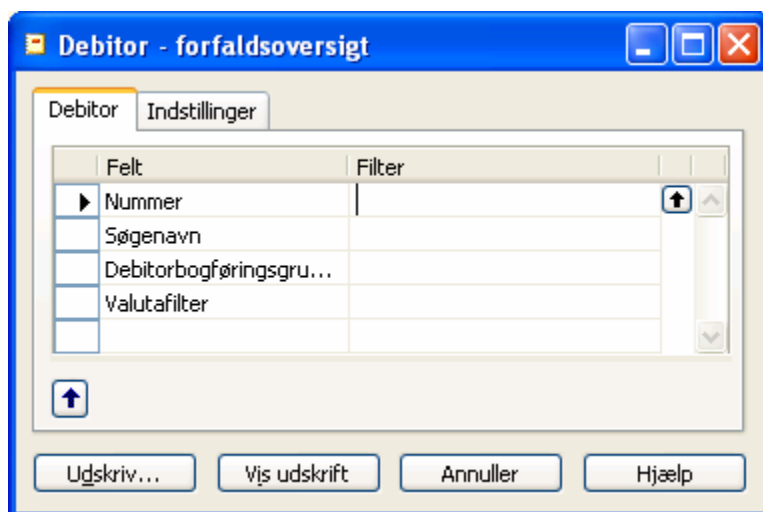 Debitor - forfaldsoversigt
Debitor Indstillinger
Felt Filter
Nummer
Søgenavn
Debitorbogføringsgru...
Valutafilter
Udskriv... Vis udskrift Annuller Hjælp